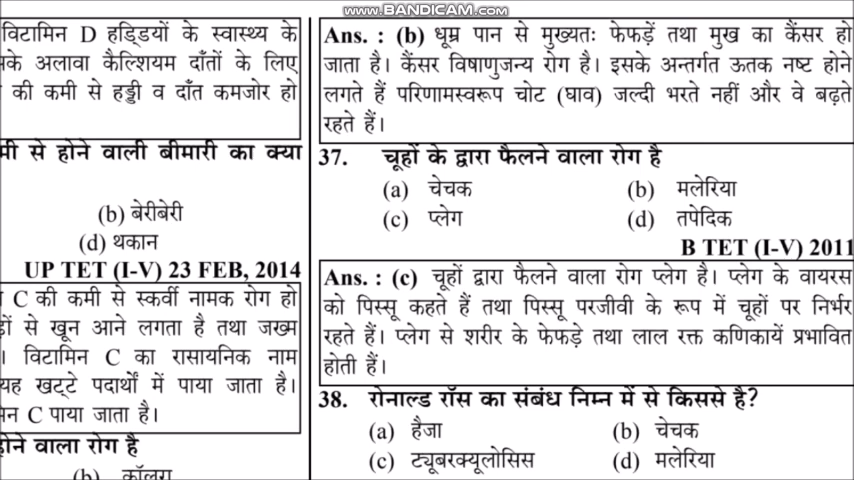 www.BANDICAM.com
विटामिन D हडि्डयों के स्वास्थ्य के
के अलावा कैल्शियम दाँतों के लिए
की कमी से हड्डी व दाँत कमजोर हो
से होने वाली बीमारी का क्या
(b) बेरीबेरी
(d) थकान
UP TET (I-V) 23 FEB, 2014
C की कमी से स्कर्वी नामक रोग हो
से खून आने लगता है तथा जख्म
। विटामिन C का रासायनिक नाम
यह खट्टे पदार्थों में पाया जाता है।
C पाया जाता है।
होने वाला रोग है
(b) कॉलरा
Ans. : (b) धूम्र पान से मुख्यतः फेफड़ें तथा मुख का कैंसर हो
जाता है। कैंसर विषाणुजन्य रोग है। इसके अन्तर्गत ऊतक नष्ट होने
लगते हैं परिणामस्वरूप चोट (घाव) जल्दी भरते नहीं और वे बढ़ते
रहते हैं।
37. चूहों के द्वारा फैलने वाला रोग है
(a) चेचक (b) मलेरिया
(c) प्लेग (d) तपेदिक
B TET (I-V) 2011
Ans. : (c) चूहों द्वारा फैलने वाला रोग प्लेग है। प्लेग के वायरस
को पिस्सू कहते हैं तथा पिस्सू परजीवी के रूप में चूहों पर निर्भर
रहते हैं। प्लेग से शरीर के फेफड़े तथा लाल रक्त कणिकायें प्रभावित
होती हैं।
38. रोनाल्ड रॉस का संबंध निम्न में से किससे है?
(a) हैजा (b) चेचक
(c) ट्यूबरक्यूलोसिस (d) मलेरिया